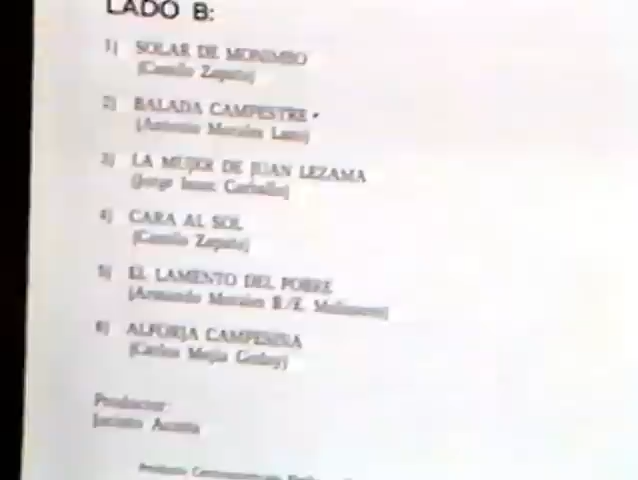 LADO B:
1) SOLAR DE MONIMBO
(Camilo Zapata)
2) BALADA CAMPESTRE •
(Antonio Morales
3) LA MUJER DE JUAN LEZAMA
(Jorge Isaac Carballo)
4) CARA AL SOL
(Camilo Zapata)
5) EL LAMENTO DEL POBRE
(Armando Morales B./E.
6) ALFORJA CAMPESINA
(Carlos Mejía Godoy)
Productor:
Jacinto Acosta